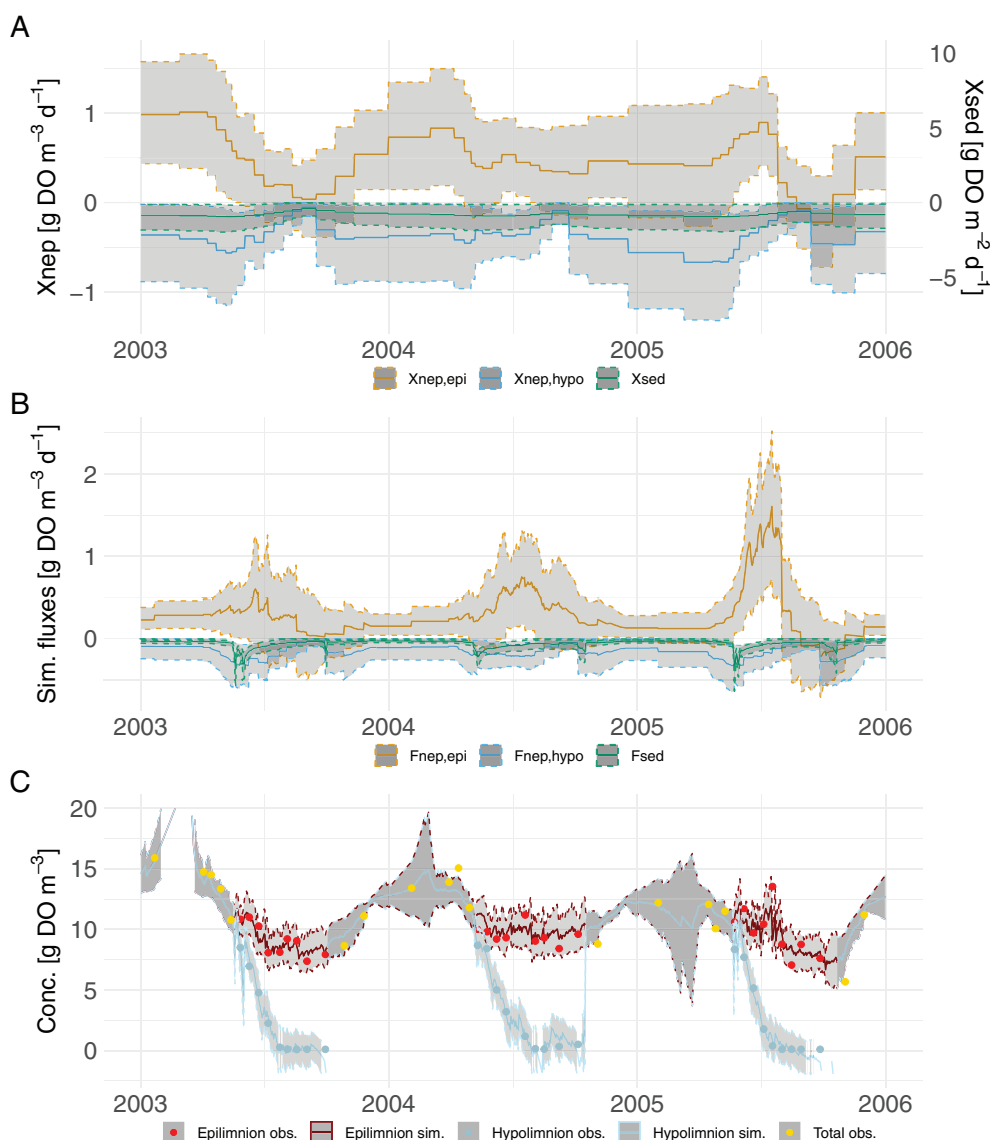 A
Xnep [g DO m⁻³ d⁻¹]
1
0
−1
10
5
0
−5
Xsed [g DO m⁻² d⁻¹]
2003 2004 2005 2006
Xnep,epi Xnep,hypo Xsed
B
Sim. fluxes [g DO m⁻³ d⁻¹]
2
1
0
2003 2004 2005 2006
Fnep,epi Fnep,hypo Fsed
C
Conc. [g DO m⁻³]
20
15
10
5
0
2003 2004 2005 2006
Epilimnion obs. Epilimnion sim. Hypolimnion obs. Hypolimnion sim. Total obs.